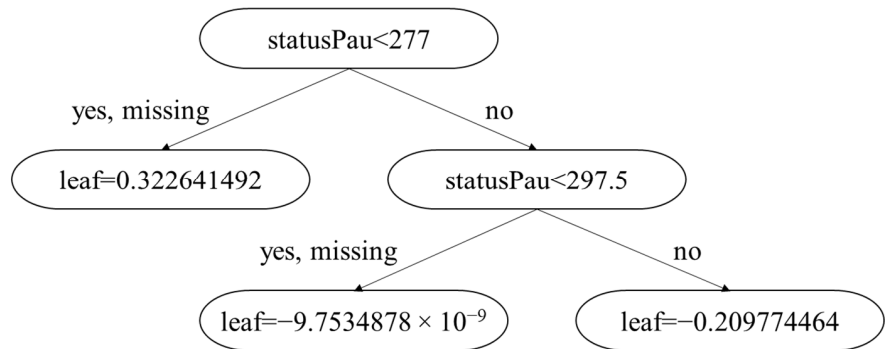 statusPau<277
yes, missing
no
leaf=0.322641492
statusPau<297.5
yes, missing
no
leaf=−9.7534878 × 10⁻⁹
leaf=−0.209774464